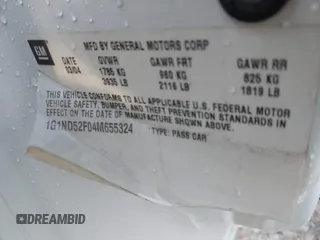 GM
MFD BY GENERAL MOTORS CORP
DATE GVWR GAWR FRT GAWR RR
03/04 1785 KG 960 KG 825 KG
3935 LB 2116 LB 1819 LB
THIS VEHICLE CONFORMS TO ALL APPLICABLE U.S. FEDERAL MOTOR
VEHICLE SAFETY, BUMPER, AND THEFT PREVENTION STANDARDS IN
EFFECT ON THE DATE OF MANUFACTURE SHOWN ABOVE.
1G1ND52F04M655324 TYPE: PASS CAR
DREAMBID